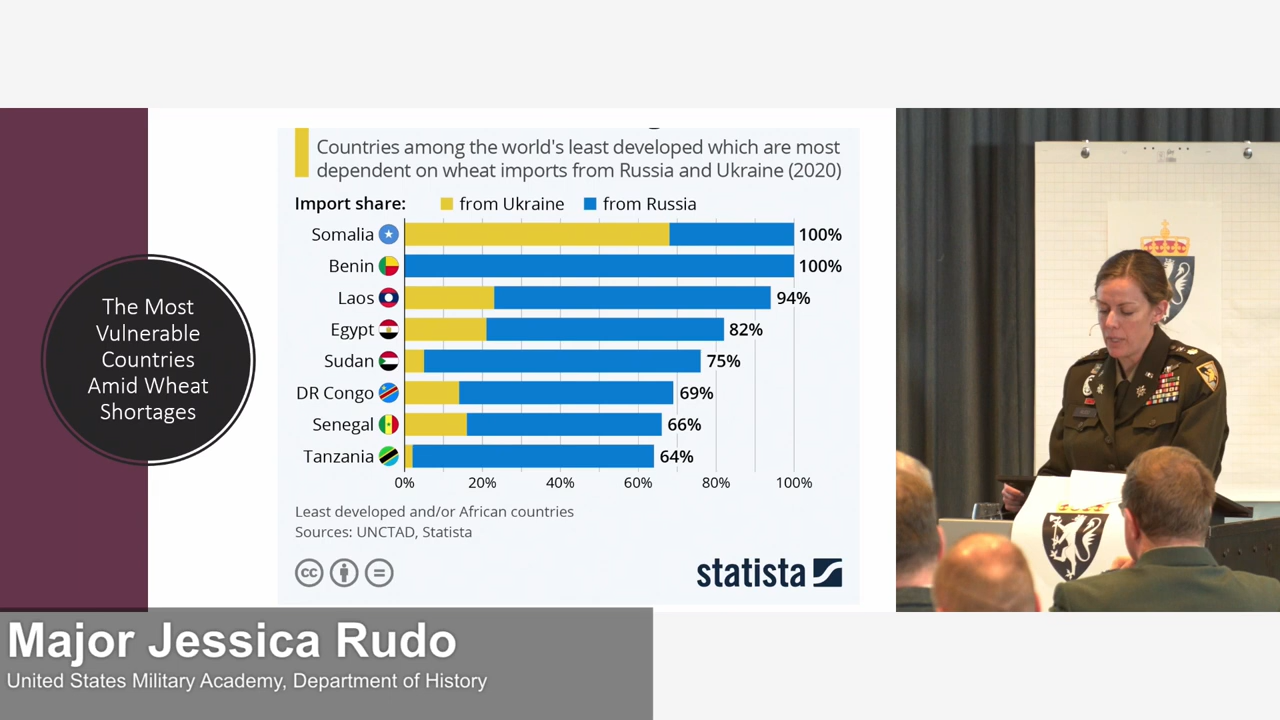 The Most
Vulnerable
Countries
Amid Wheat
Shortages
Countries among the world's least developed which are most
dependent on wheat imports from Russia and Ukraine (2020)
Import share: from Ukraine from Russia
Somalia 100%
Benin 100%
Laos 94%
Egypt 82%
Sudan 75%
DR Congo 69%
Senegal 66%
Tanzania 64%
0% 20% 40% 60% 80% 100%
Least developed and/or African countries
Sources: UNCTAD, Statista
cc
statista
Major Jessica Rudo
United States Military Academy, Department of History